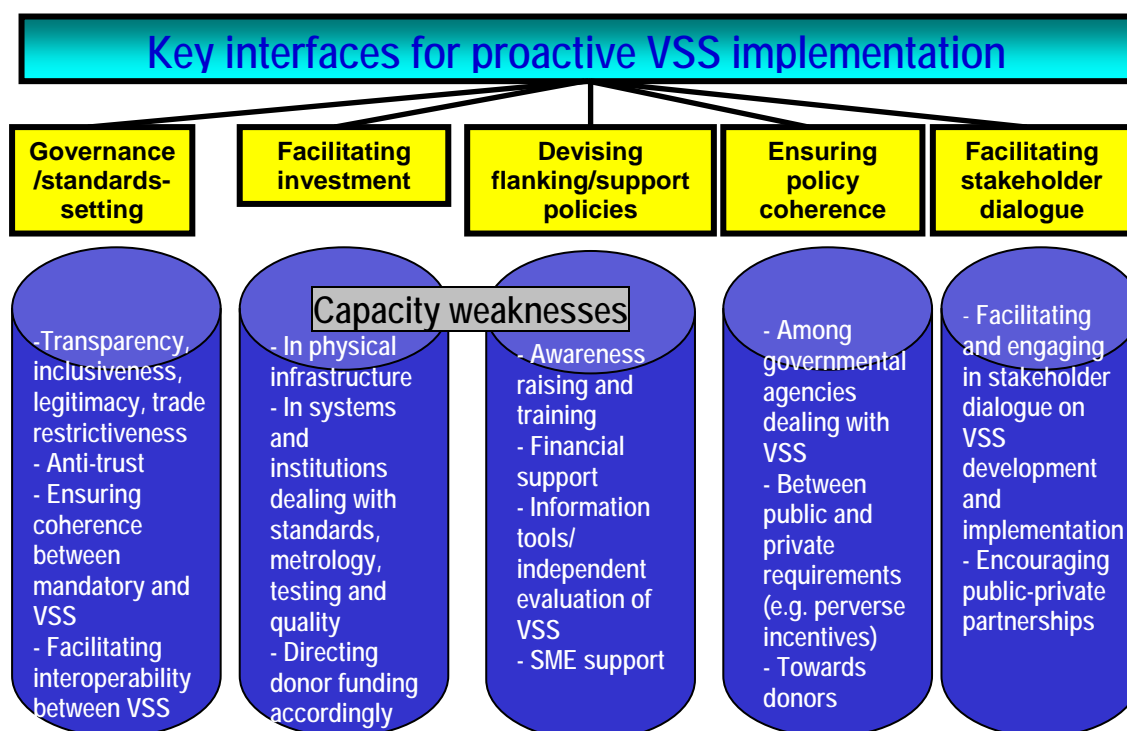 Key interfaces for proactive VSS implementation
Governance
/standards-
setting
Facilitating
investment
Devising
flanking/support
policies
Ensuring
policy
coherence
Facilitating
stakeholder
dialogue
Capacity weaknesses
-Transparency,
inclusiveness,
legitimacy, trade
restrictiveness
- Anti-trust
- Ensuring
coherence
between
mandatory and
VSS
- Facilitating
interoperability
between VSS
- In physical
infrastructure
- In systems
and
institutions
dealing with
standards,
metrology,
testing and
quality
- Directing
donor funding
accordingly
- Awareness
raising and
training
- Financial
support
- Information
tools/
independent
evaluation of
VSS
- SME support
- Among
governmental
agencies
dealing with
VSS
- Between
public and
private
requirements
(e.g. perverse
incentives)
- Towards
donors
- Facilitating
and engaging
in stakeholder
dialogue on
VSS
development
and
implementation
- Encouraging
public-private
partnerships